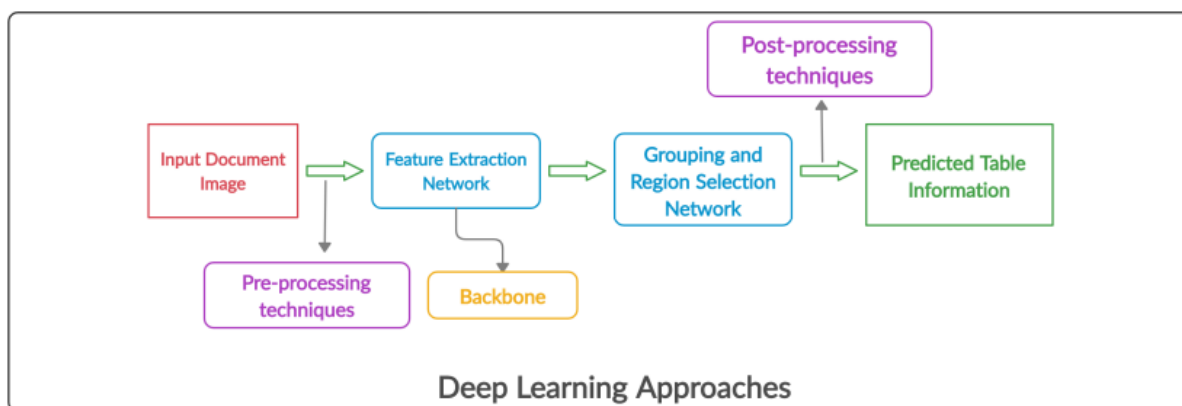 Post-processing
techniques
Input Document
Image
Feature Extraction
Network
Grouping and
Region Selection
Network
Predicted Table
Information
Pre-processing
techniques
Backbone
Deep Learning Approaches